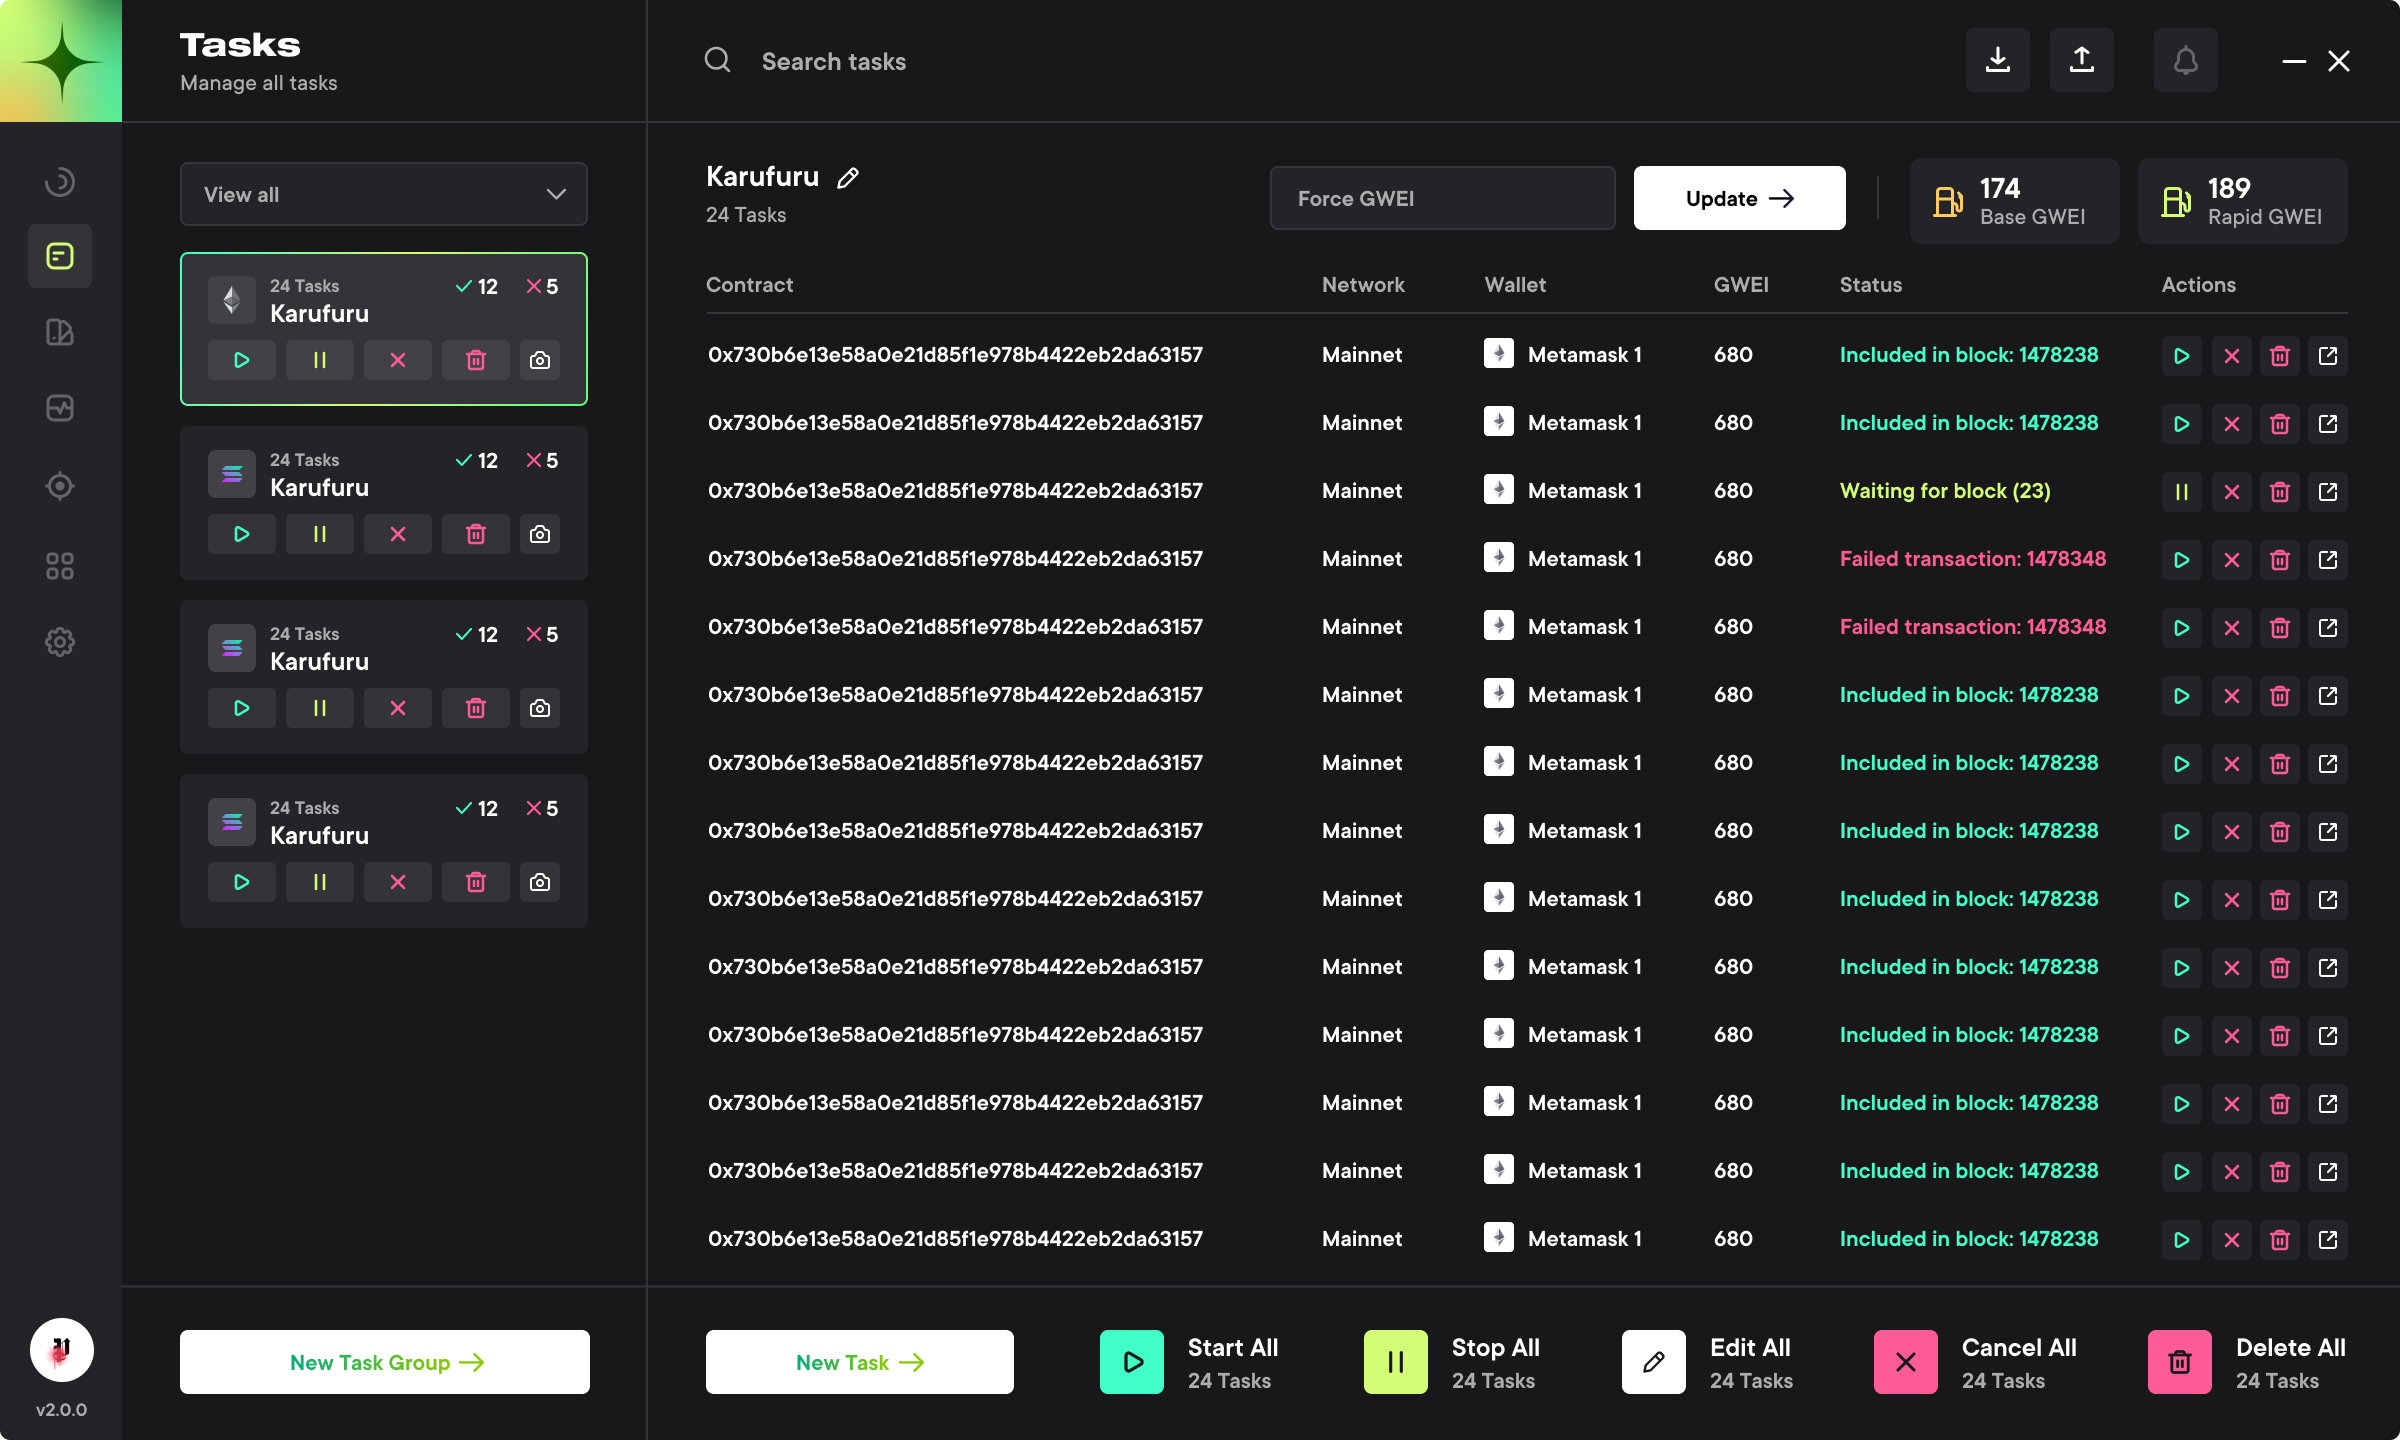 Tasks
Manage all tasks
Search tasks
View all
24 Tasks 12 5
Karufuru
24 Tasks 12 5
Karufuru
24 Tasks 12 5
Karufuru
24 Tasks 12 5
Karufuru
New Task Group
v2.0.0
Karufuru
24 Tasks
Force GWEI
Update
174
Base GWEI
189
Rapid GWEI
Contract Network Wallet GWEI Status Actions
0x730b6e13e58a0e21d85f1e978b4422eb2da63157 Mainnet Metamask 1 680 Included in block: 1478238
0x730b6e13e58a0e21d85f1e978b4422eb2da63157 Mainnet Metamask 1 680 Included in block: 1478238
0x730b6e13e58a0e21d85f1e978b4422eb2da63157 Mainnet Metamask 1 680 Waiting for block (23)
0x730b6e13e58a0e21d85f1e978b4422eb2da63157 Mainnet Metamask 1 680 Failed transaction: 1478348
0x730b6e13e58a0e21d85f1e978b4422eb2da63157 Mainnet Metamask 1 680 Failed transaction: 1478348
0x730b6e13e58a0e21d85f1e978b4422eb2da63157 Mainnet Metamask 1 680 Included in block: 1478238
0x730b6e13e58a0e21d85f1e978b4422eb2da63157 Mainnet Metamask 1 680 Included in block: 1478238
0x730b6e13e58a0e21d85f1e978b4422eb2da63157 Mainnet Metamask 1 680 Included in block: 1478238
0x730b6e13e58a0e21d85f1e978b4422eb2da63157 Mainnet Metamask 1 680 Included in block: 1478238
0x730b6e13e58a0e21d85f1e978b4422eb2da63157 Mainnet Metamask 1 680 Included in block: 1478238
0x730b6e13e58a0e21d85f1e978b4422eb2da63157 Mainnet Metamask 1 680 Included in block: 1478238
0x730b6e13e58a0e21d85f1e978b4422eb2da63157 Mainnet Metamask 1 680 Included in block: 1478238
0x730b6e13e58a0e21d85f1e978b4422eb2da63157 Mainnet Metamask 1 680 Included in block: 1478238
0x730b6e13e58a0e21d85f1e978b4422eb2da63157 Mainnet Metamask 1 680 Included in block: 1478238
New Task
Start All
24 Tasks
Stop All
24 Tasks
Edit All
24 Tasks
Cancel All
24 Tasks
Delete All
24 Tasks